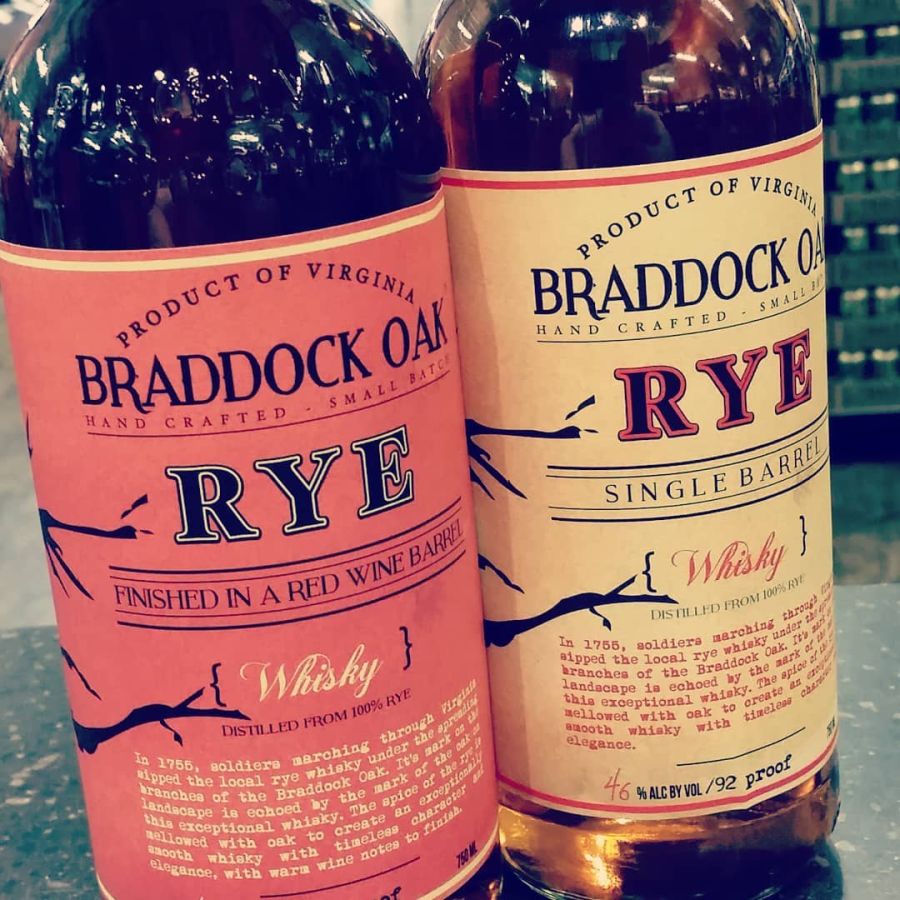 PRODUCT OF VIRGINIA
BRADDOCK OAK
HAND CRAFTED - SMALL BATCH
RYE
FINISHED IN A RED WINE BARREL
{ Whisky }
DISTILLED FROM 100% RYE
In 1755, soldiers marching through Virginia
sipped the local rye whisky under the spreading
branches of the Braddock Oak. It's mark on the
landscape is echoed by the mark of the oak on
this exceptional whisky. The spice of the rye is
mellowed with oak to create an exceptionally
smooth whisky with timeless character and
elegance, with warm wine notes to finish.
750 ML
proof
PRODUCT OF VIRGINIA
BRADDOCK OA
HAND CRAFTED - SMALL BATCH
RYE
SINGLE BARREL
{ Whisky }
DISTILLED FROM 100% RYE
In 1755, soldiers marching through
sipped the local rye whisky under the
branches of the Braddock Oak. It's mark
landscape is echoed by the mark of the
this exceptional whisky. The spice of the
mellowed with oak to create an
smooth whisky with timeless
elegance.
46 % ALC BY VOL / 92 proof